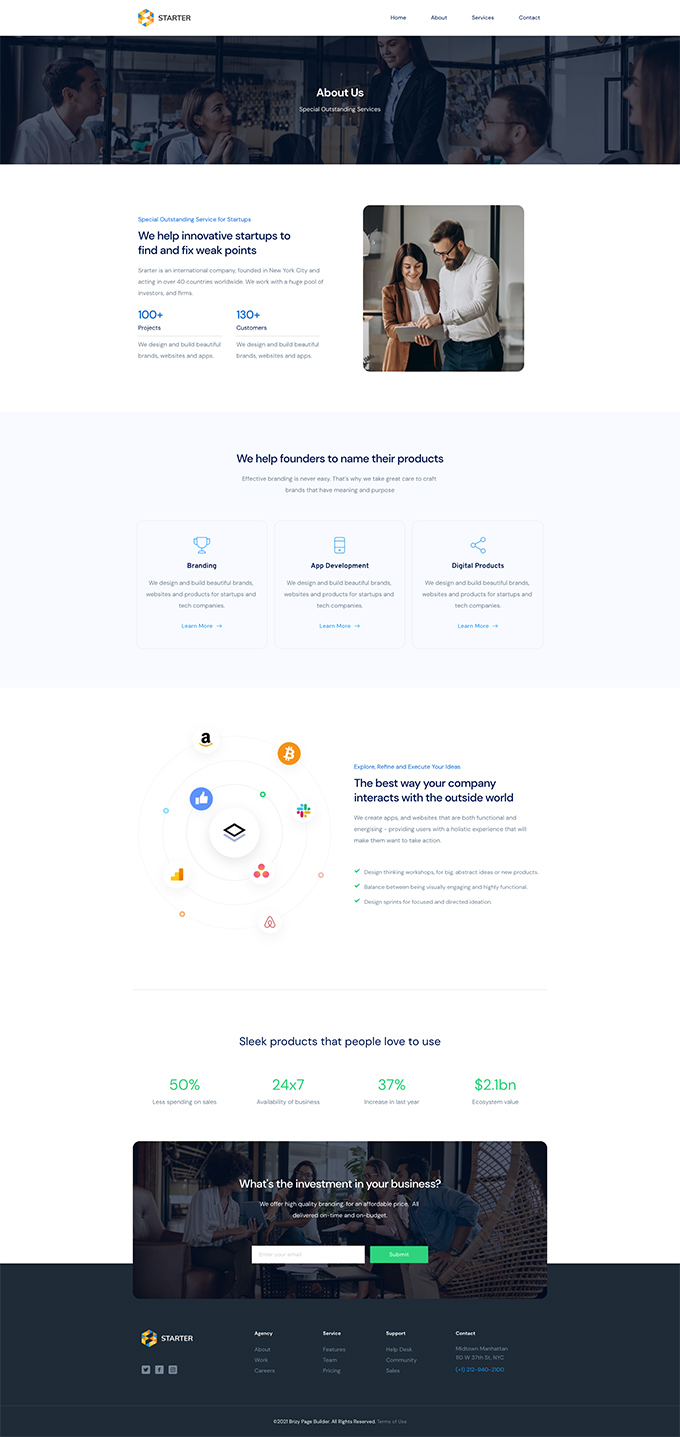 STARTER
Home About Services Contact
About Us
Special Outstanding Services
Special Outstanding Service for Startups
We help innovative startups to
find and fix weak points
Srarter is an international company, founded in New York City and
acting in over 40 countries worldwide. We work with a huge pool of
investors, and firms.
100+
Projects
We design and build beautiful
brands, websites and apps.
130+
Customers
We design and build beautiful
brands, websites and apps.
We help founders to name their products
Effective branding is never easy. That's why we take great care to craft
brands that have meaning and purpose
Branding
We design and build beautiful brands,
websites and products for startups and
tech companies.
Learn More →
App Development
We design and build beautiful brands,
websites and products for startups and
tech companies.
Learn More →
Digital Products
We design and build beautiful brands,
websites and products for startups and
tech companies.
Learn More →
a
Explore, Refine and Execute Your Ideas
The best way your company
interacts with the outside world
We create apps, and websites that are both functional and
energising – providing users with a holistic experience that will
make them want to take action.
Design thinking workshops, for big, abstract ideas or new products.
Balance between being visually engaging and highly functional.
Design sprints for focused and directed ideation.
Sleek products that people love to use
50%
Less spending on sales
24x7
Availability of business
37%
Increase in last year
$2.1bn
Ecosystem value
What's the investment in your business?
We offer high quality branding, for an affordable price. All
delivered on-time and on-budget.
Enter your email
Submit
STARTER
Agency
About
Work
Careers
Service
Features
Team
Pricing
Support
Help Desk
Community
Sales
Contact
Midtown Manhattan
110 W 37th St, NYC
(+1) 212-940-2100
©2021 Brizy Page Builder. All Rights Reserved. Terms of Use